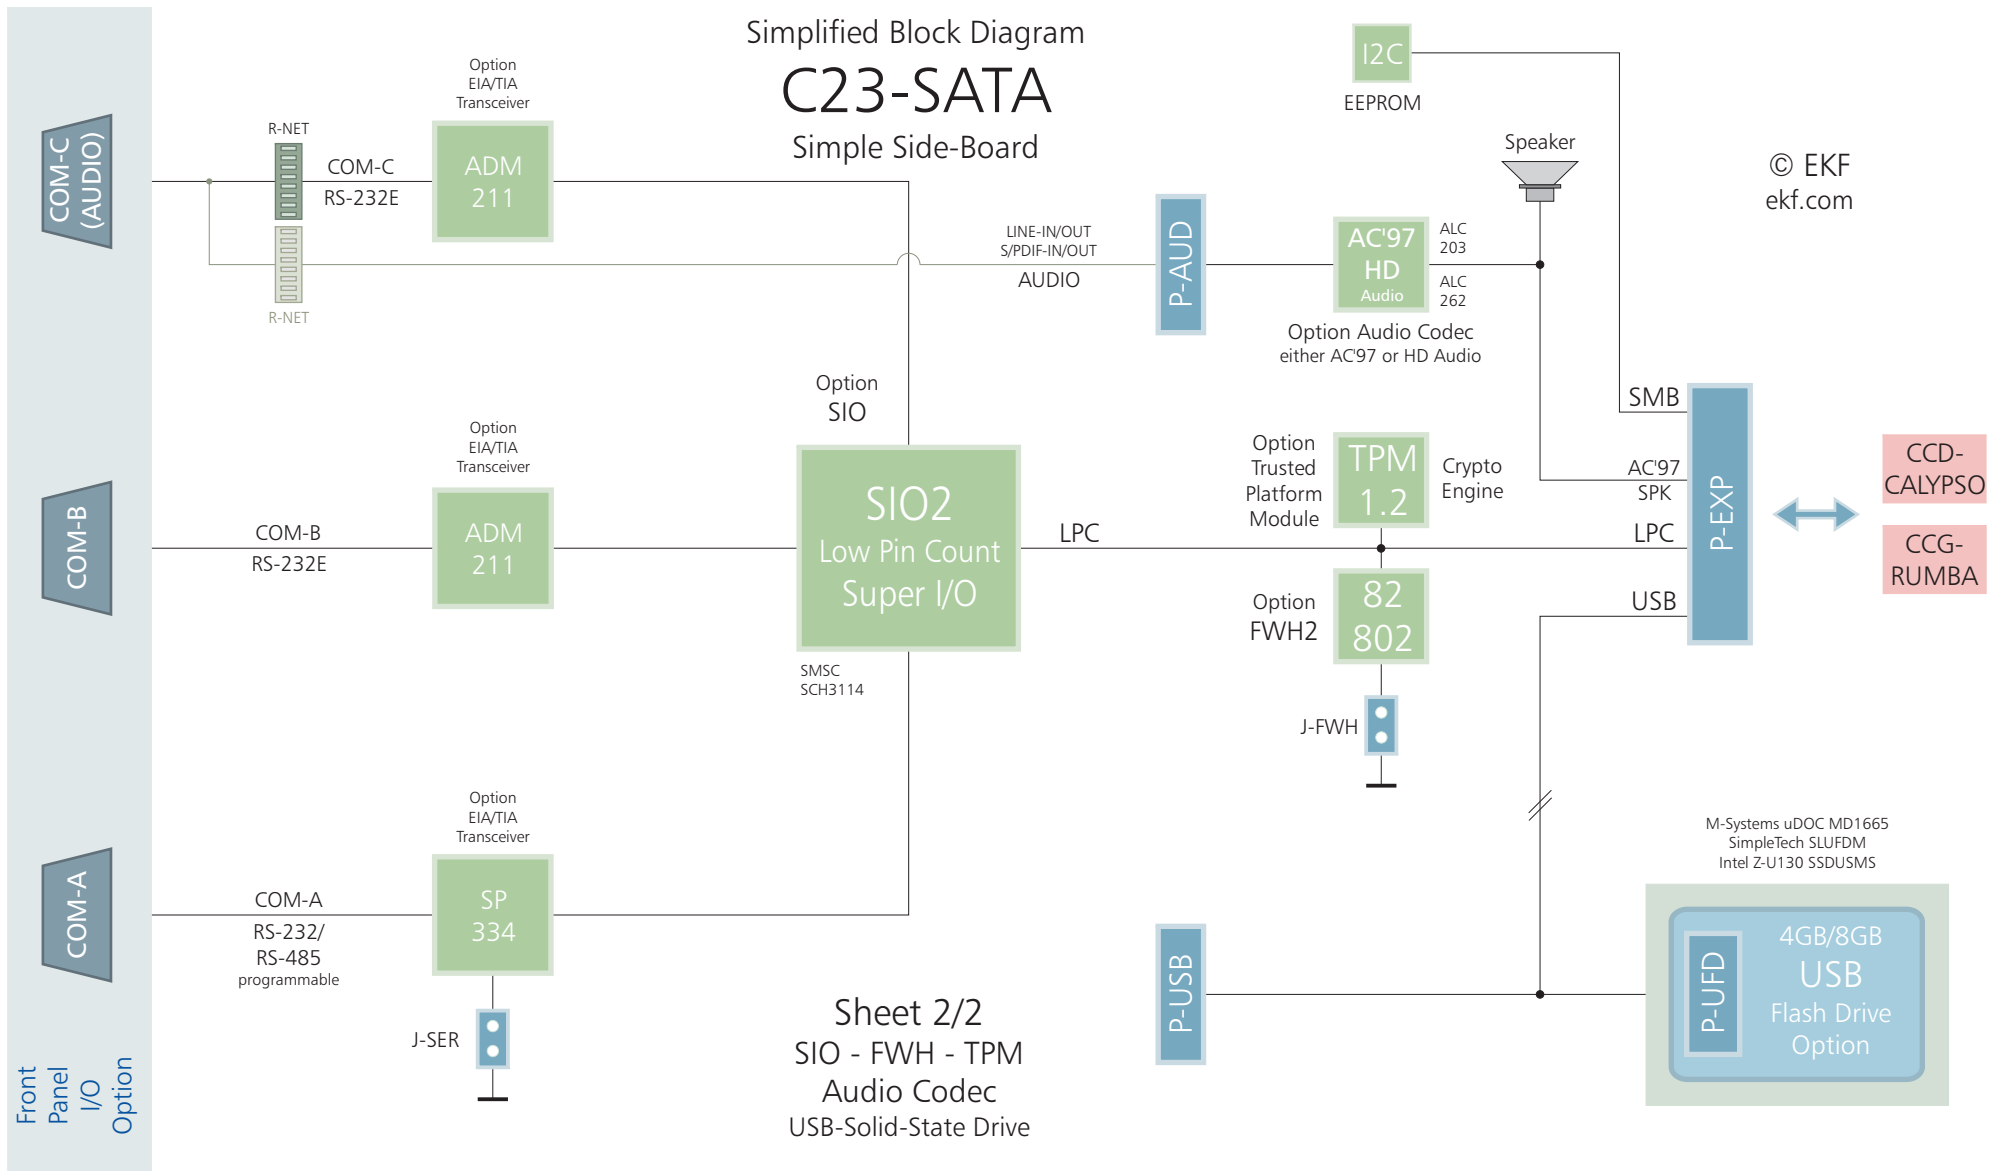 Simplified Block Diagram
C23-SATA
Simple Side-Board
I2C
EEPROM
Speaker
© EKF
ekf.com
Option
EIA/TIA
Transceiver
R-NET
COM-C
(AUDIO)
COM-C
RS-232E
ADM
211
R-NET
LINE-IN/OUT
S/PDIF-IN/OUT
AUDIO
P-AUD
AC'97
HD
Audio
ALC
203
ALC
262
Option Audio Codec
either AC'97 or HD Audio
Option
SIO
SMB
AC'97
SPK
LPC
USB
P-EXP
CCD-
CALYPSO
CCG-
RUMBA
Option
EIA/TIA
Transceiver
COM-B
COM-B
RS-232E
ADM
211
SIO2
Low Pin Count
Super I/O
SMSC
SCH3114
LPC
Option
Trusted
Platform
Module
TPM
1.2
Crypto
Engine
Option
FWH2
82
802
J-FWH
Option
EIA/TIA
Transceiver
COM-A
COM-A
RS-232/
RS-485
programmable
SP
334
J-SER
M-Systems uDOC MD1665
SimpleTech SLUFDM
Intel Z-U130 SSDUSMS
P-USB
P-UFD
4GB/8GB
USB
Flash Drive
Option
Front
Panel
I/O
Option
Sheet 2/2
SIO - FWH - TPM
Audio Codec
USB-Solid-State Drive